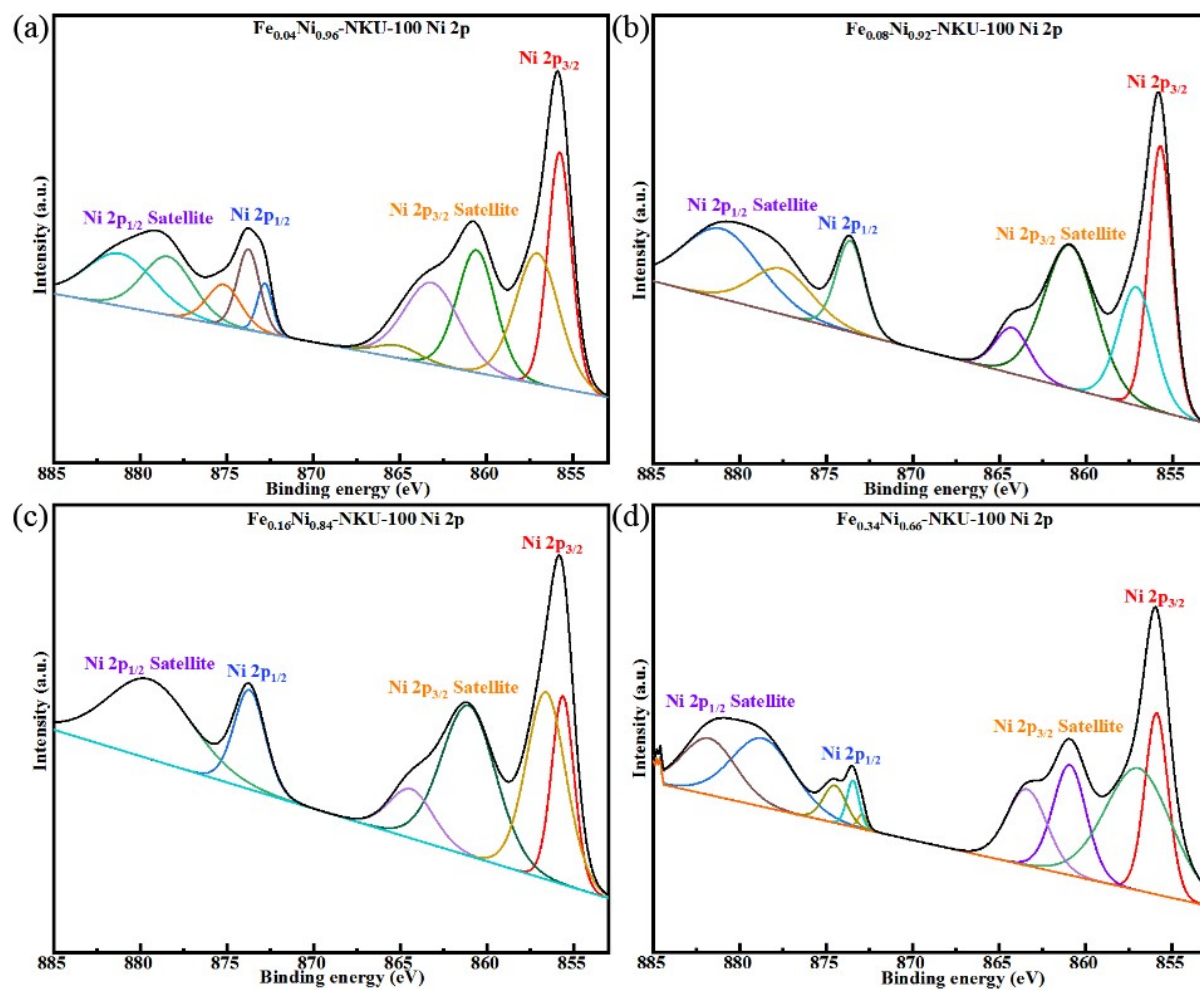 (a)
Fe0.04Ni0.96-NKU-100 Ni 2p
Ni 2p3/2
Ni 2p1/2 Satellite
Ni 2p1/2
Ni 2p3/2 Satellite
Intensity (a.u.)
885 880 875 870 865 860 855
Binding energy (eV)
(b)
Fe0.08Ni0.92-NKU-100 Ni 2p
Ni 2p3/2
Ni 2p1/2 Satellite
Ni 2p1/2
Ni 2p3/2 Satellite
Intensity (a.u.)
885 880 875 870 865 860 855
Binding energy (eV)
(c)
Fe0.16Ni0.84-NKU-100 Ni 2p
Ni 2p3/2
Ni 2p1/2 Satellite
Ni 2p1/2
Ni 2p3/2 Satellite
Intensity (a.u.)
885 880 875 870 865 860 855
Binding energy (eV)
(d)
Fe0.34Ni0.66-NKU-100 Ni 2p
Ni 2p3/2
Ni 2p1/2 Satellite
Ni 2p1/2
Ni 2p3/2 Satellite
Intensity (a.u.)
885 880 875 870 865 860 855
Binding energy (eV)